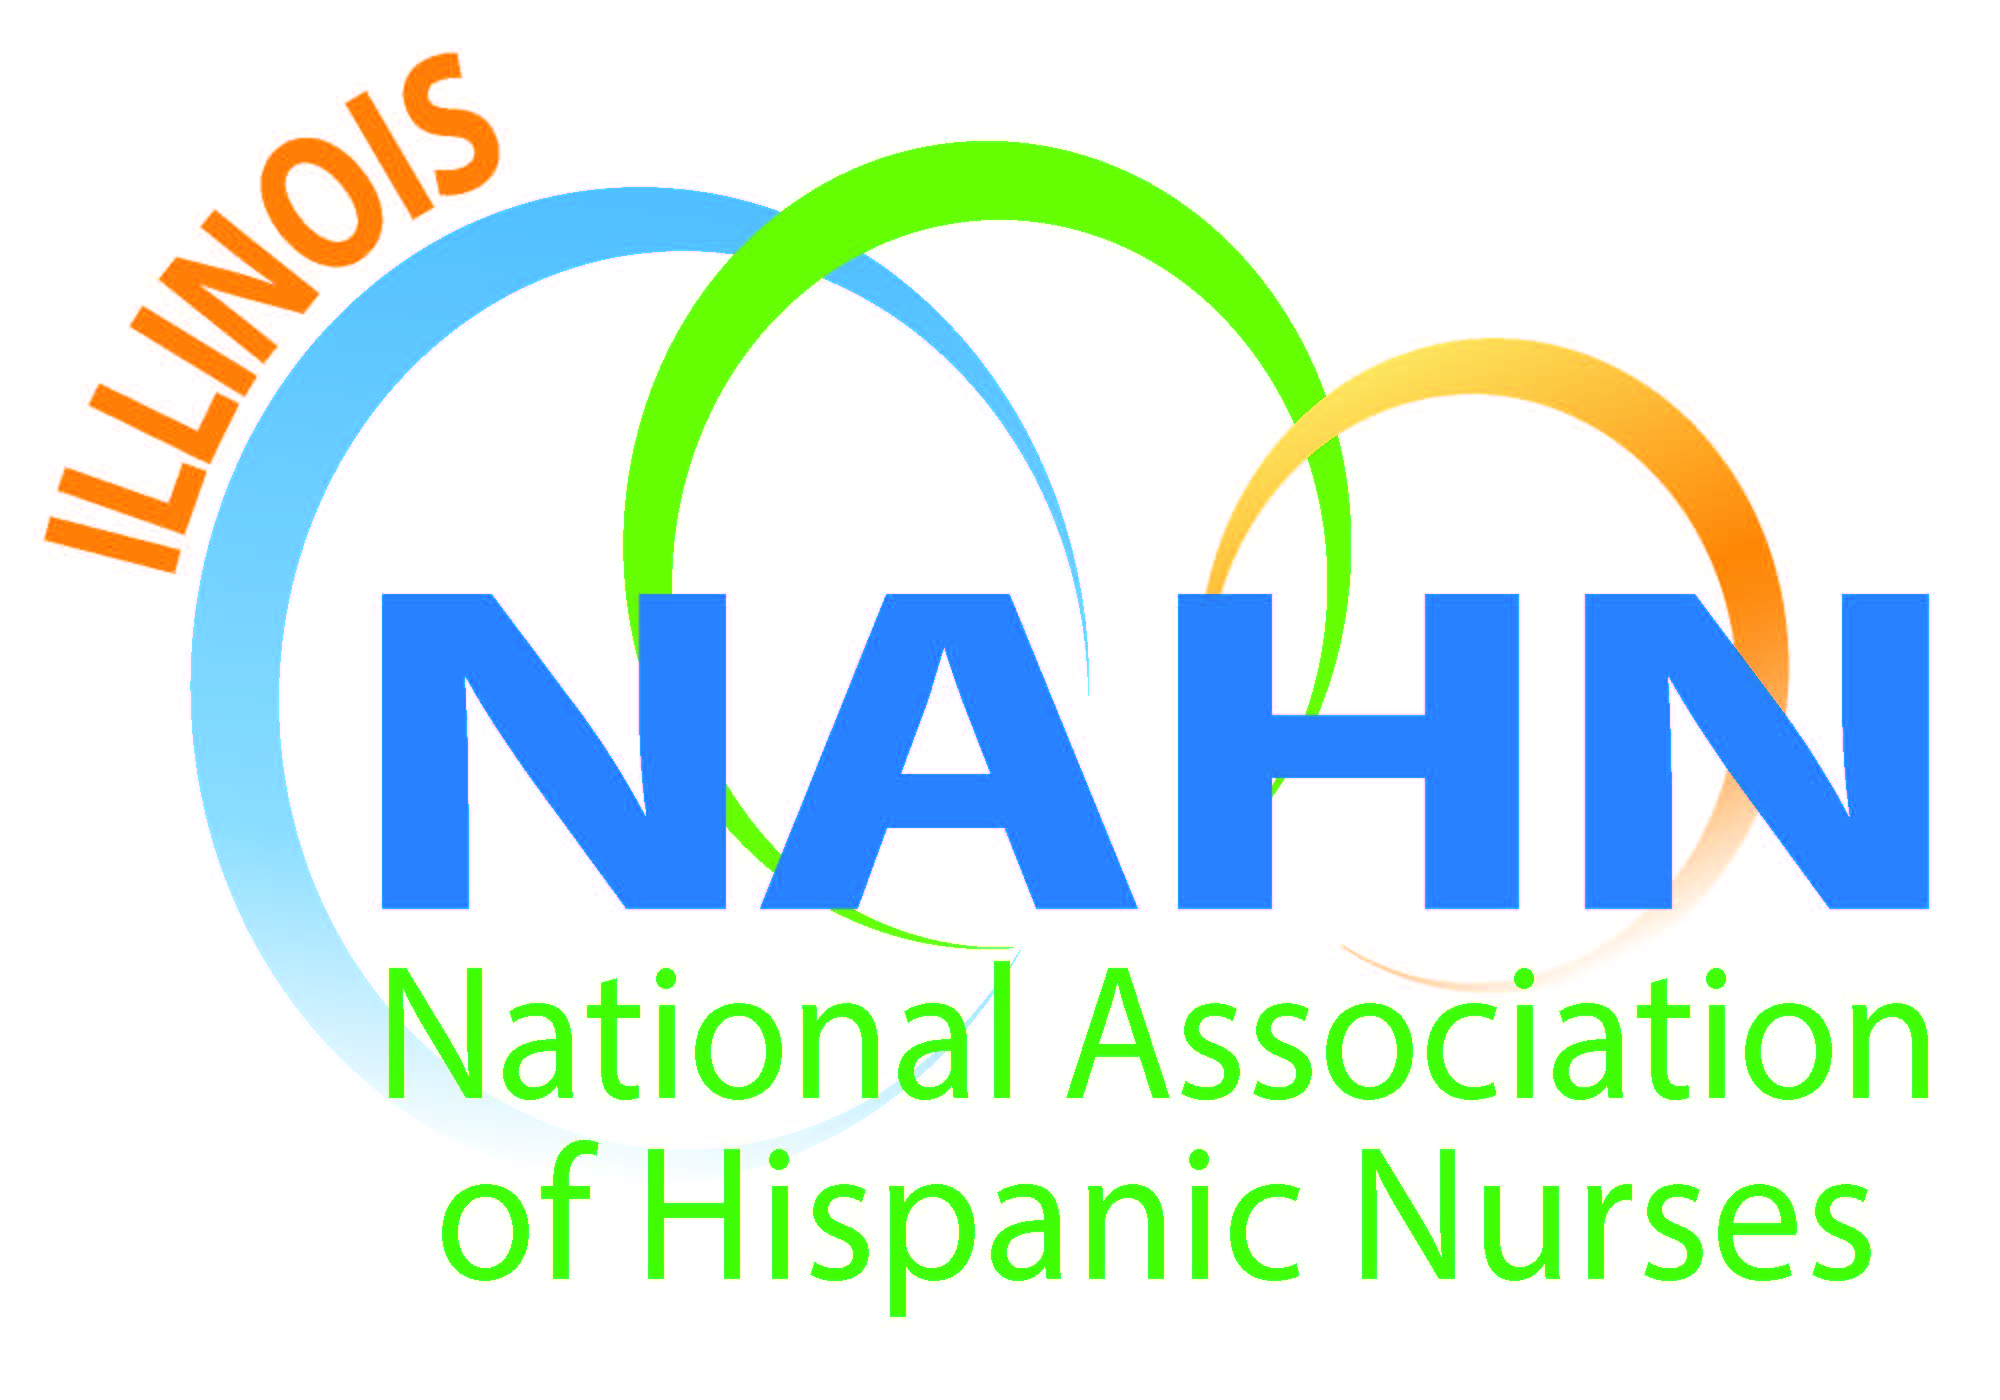 ILLINOIS
NAHN
National Association
of Hispanic Nurses